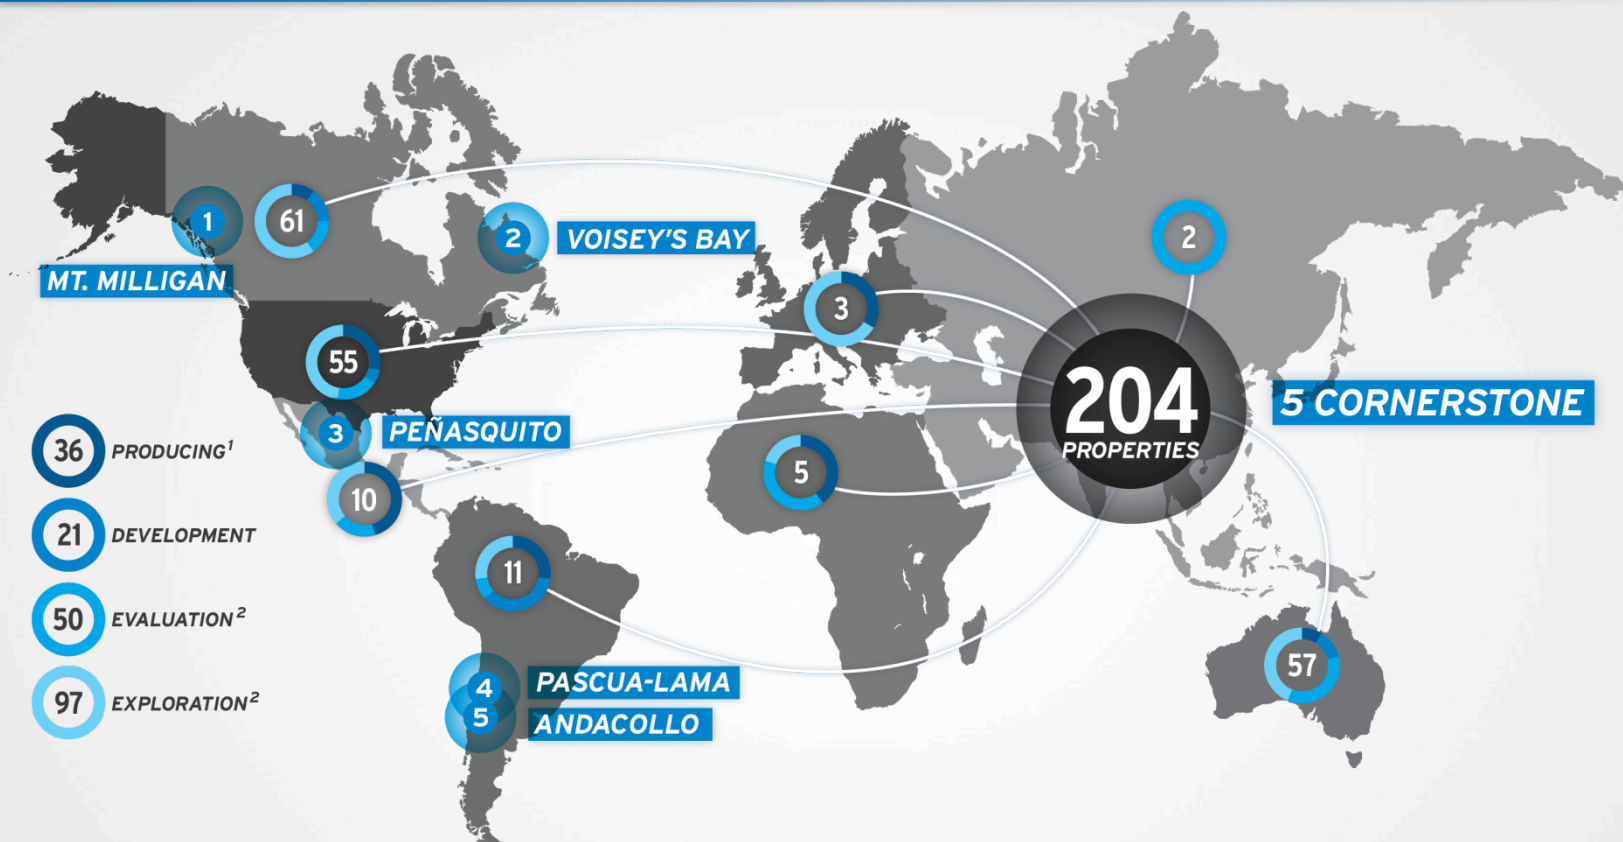 1
61
2
VOISEY'S BAY
MT. MILLIGAN
2
3
55
204
PROPERTIES
5 CORNERSTONE
3
PEÑASQUITO
10
5
36 PRODUCING¹
21 DEVELOPMENT
50 EVALUATION²
97 EXPLORATION²
11
57
4
PASCUA-LAMA
5
ANDACOLLO